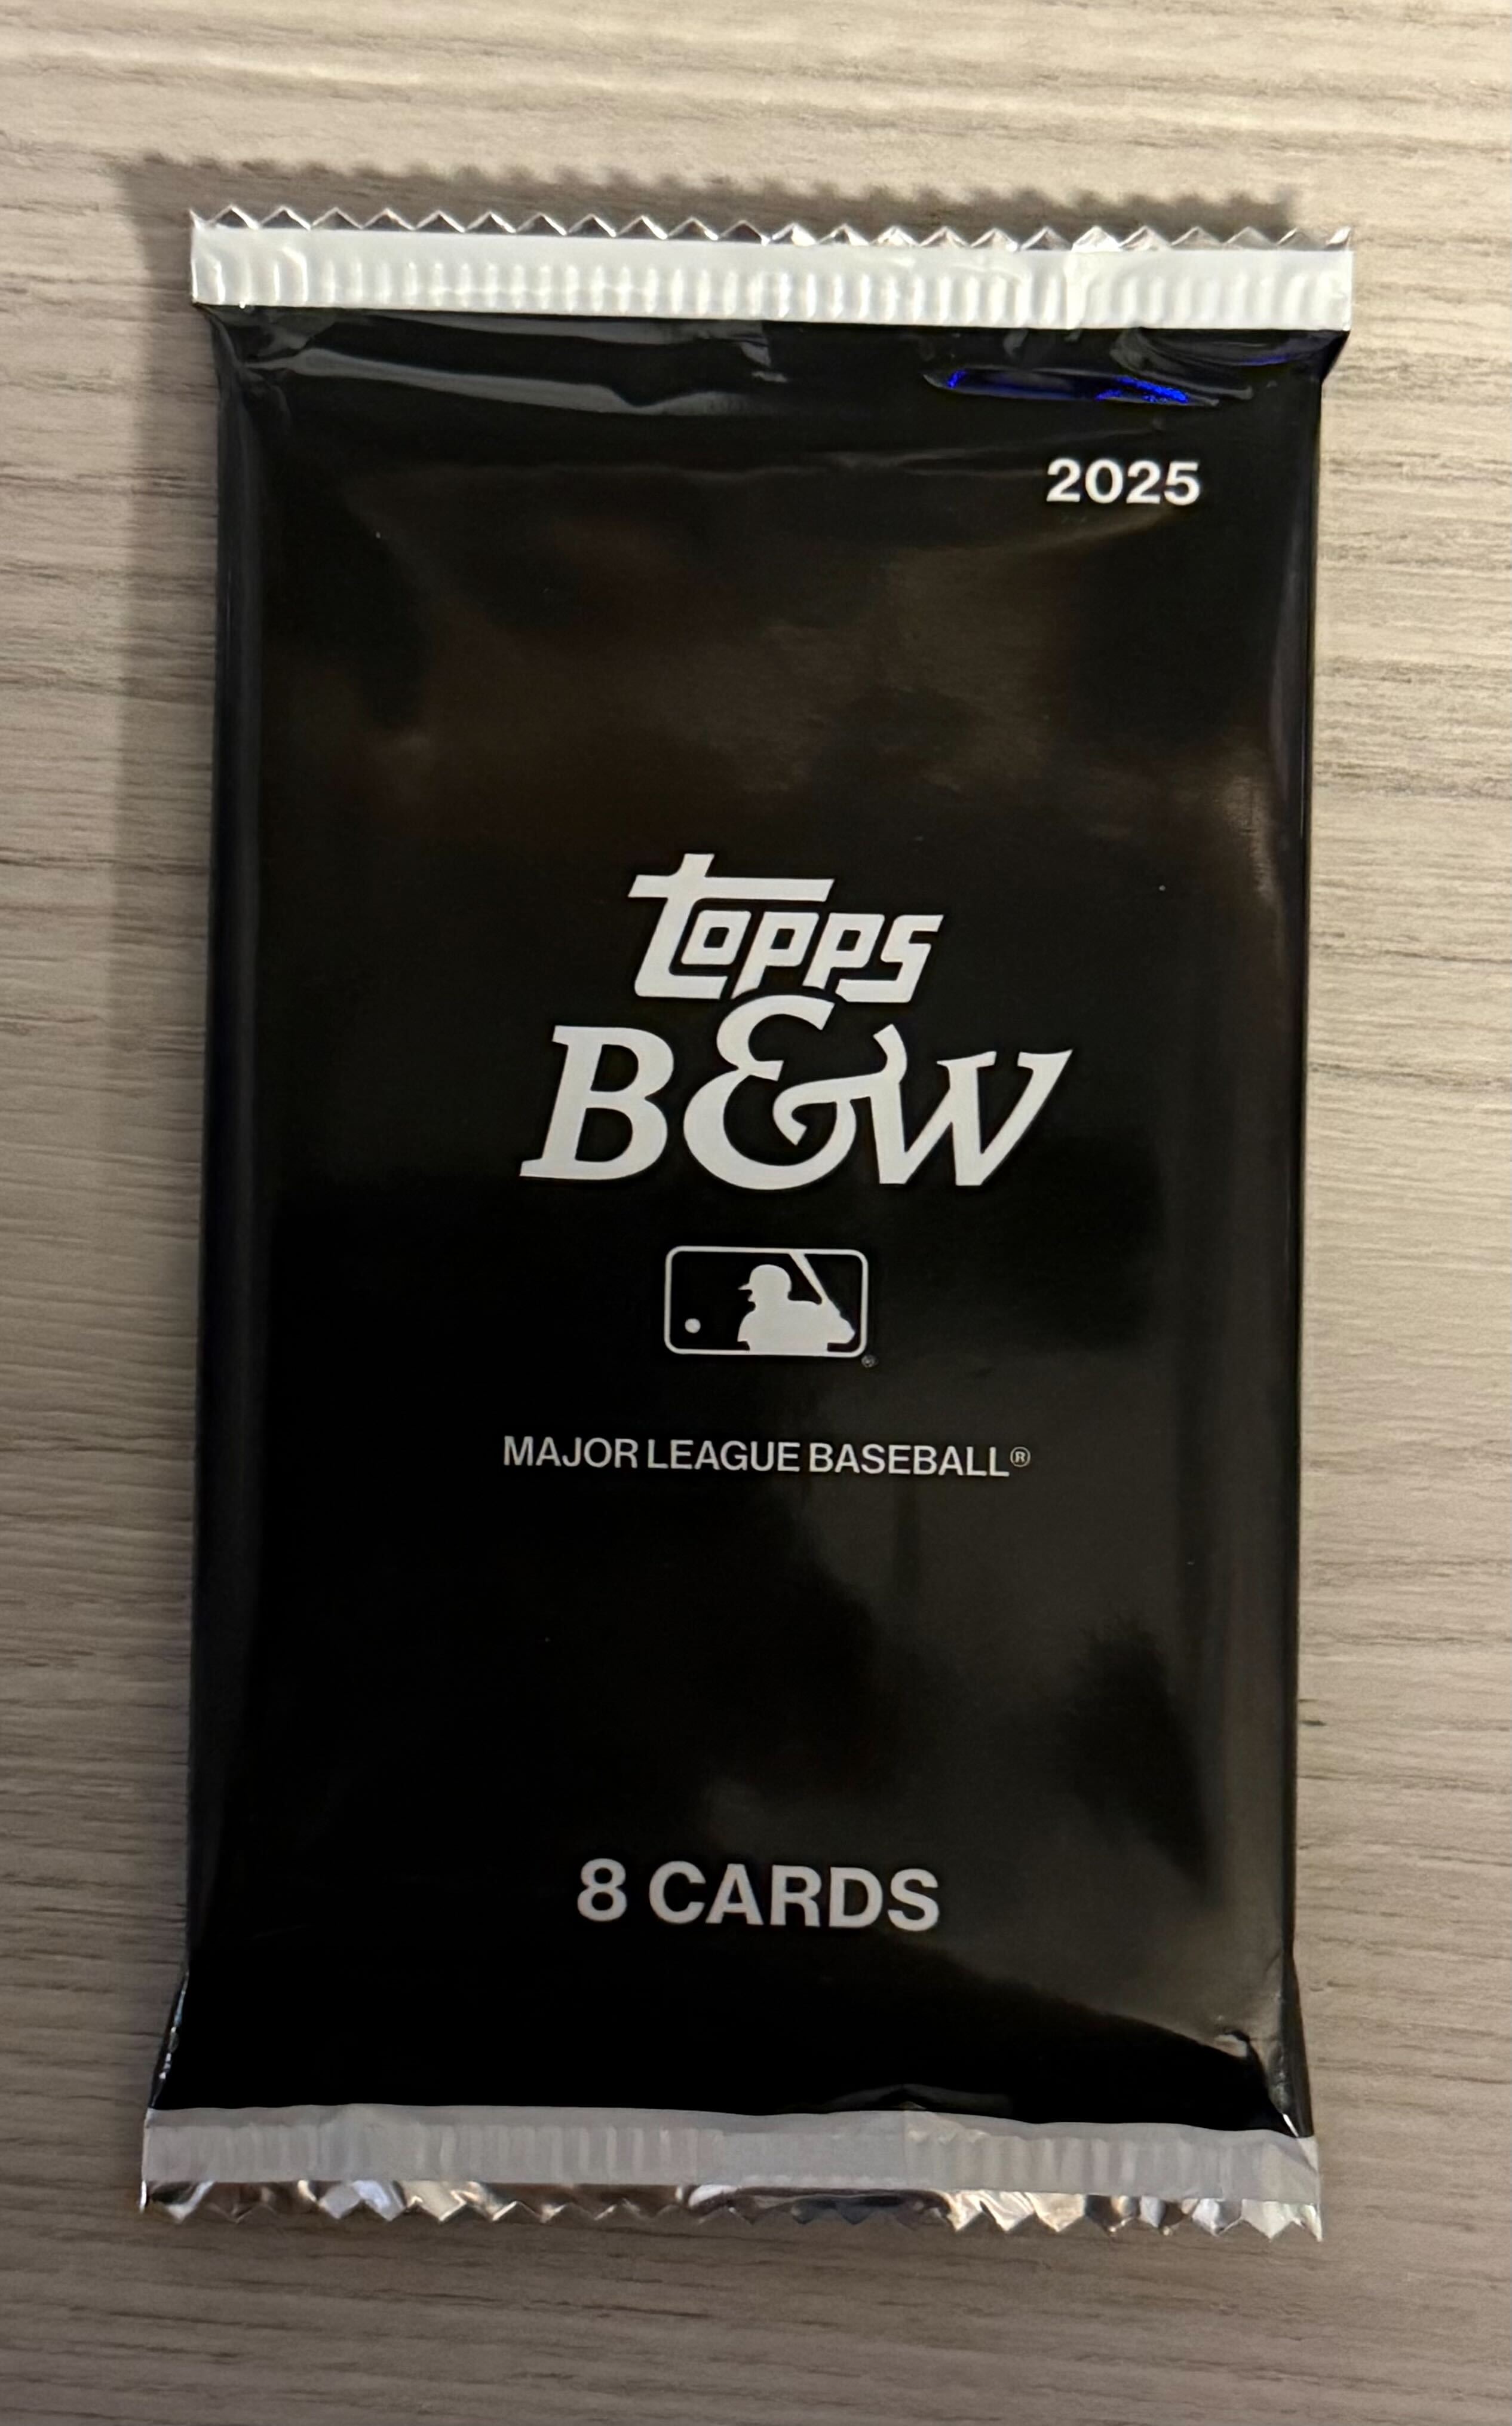 2025
topps
B&W
MAJOR LEAGUE BASEBALL®
8 CARDS